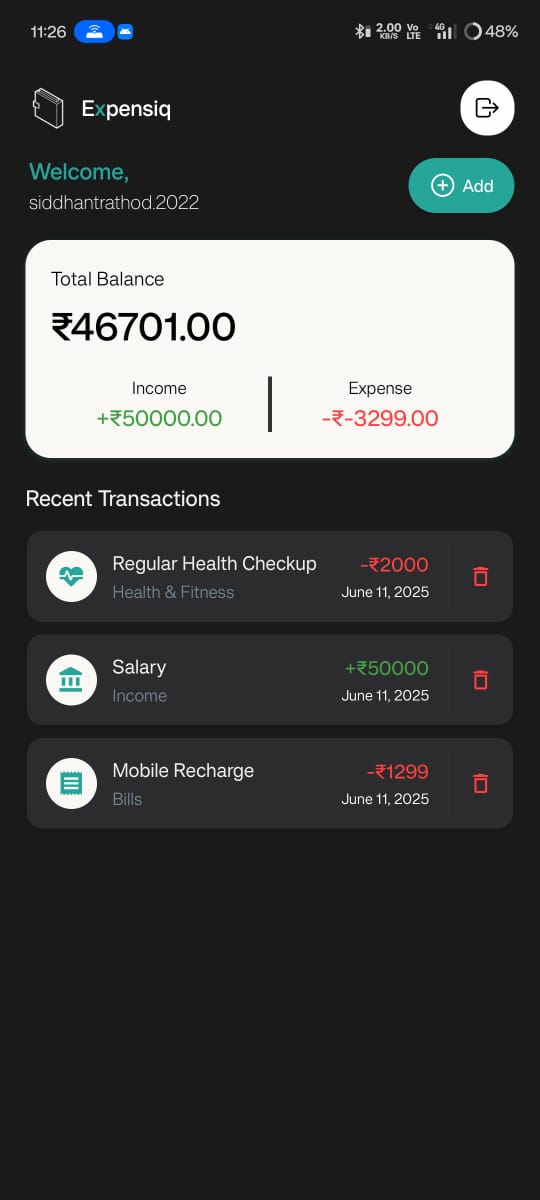 11:26 2.00 KB/S Vo LTE 4G 48%
Expensiq
Welcome,
siddhantrathod.2022
Add
Total Balance
₹46701.00
Income Expense
+₹50000.00 -₹-3299.00
Recent Transactions
Regular Health Checkup -₹2000
Health & Fitness June 11, 2025
Salary +₹50000
Income June 11, 2025
Mobile Recharge -₹1299
Bills June 11, 2025